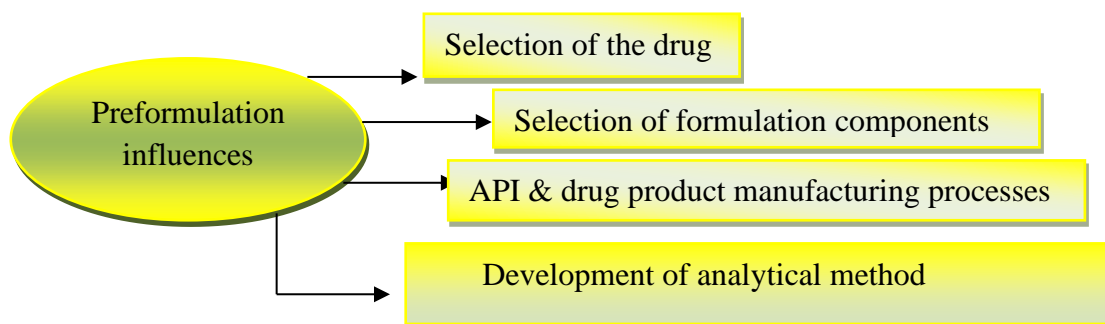 Preformulation
influences
Selection of the drug
Selection of formulation components
API & drug product manufacturing processes
Development of analytical method